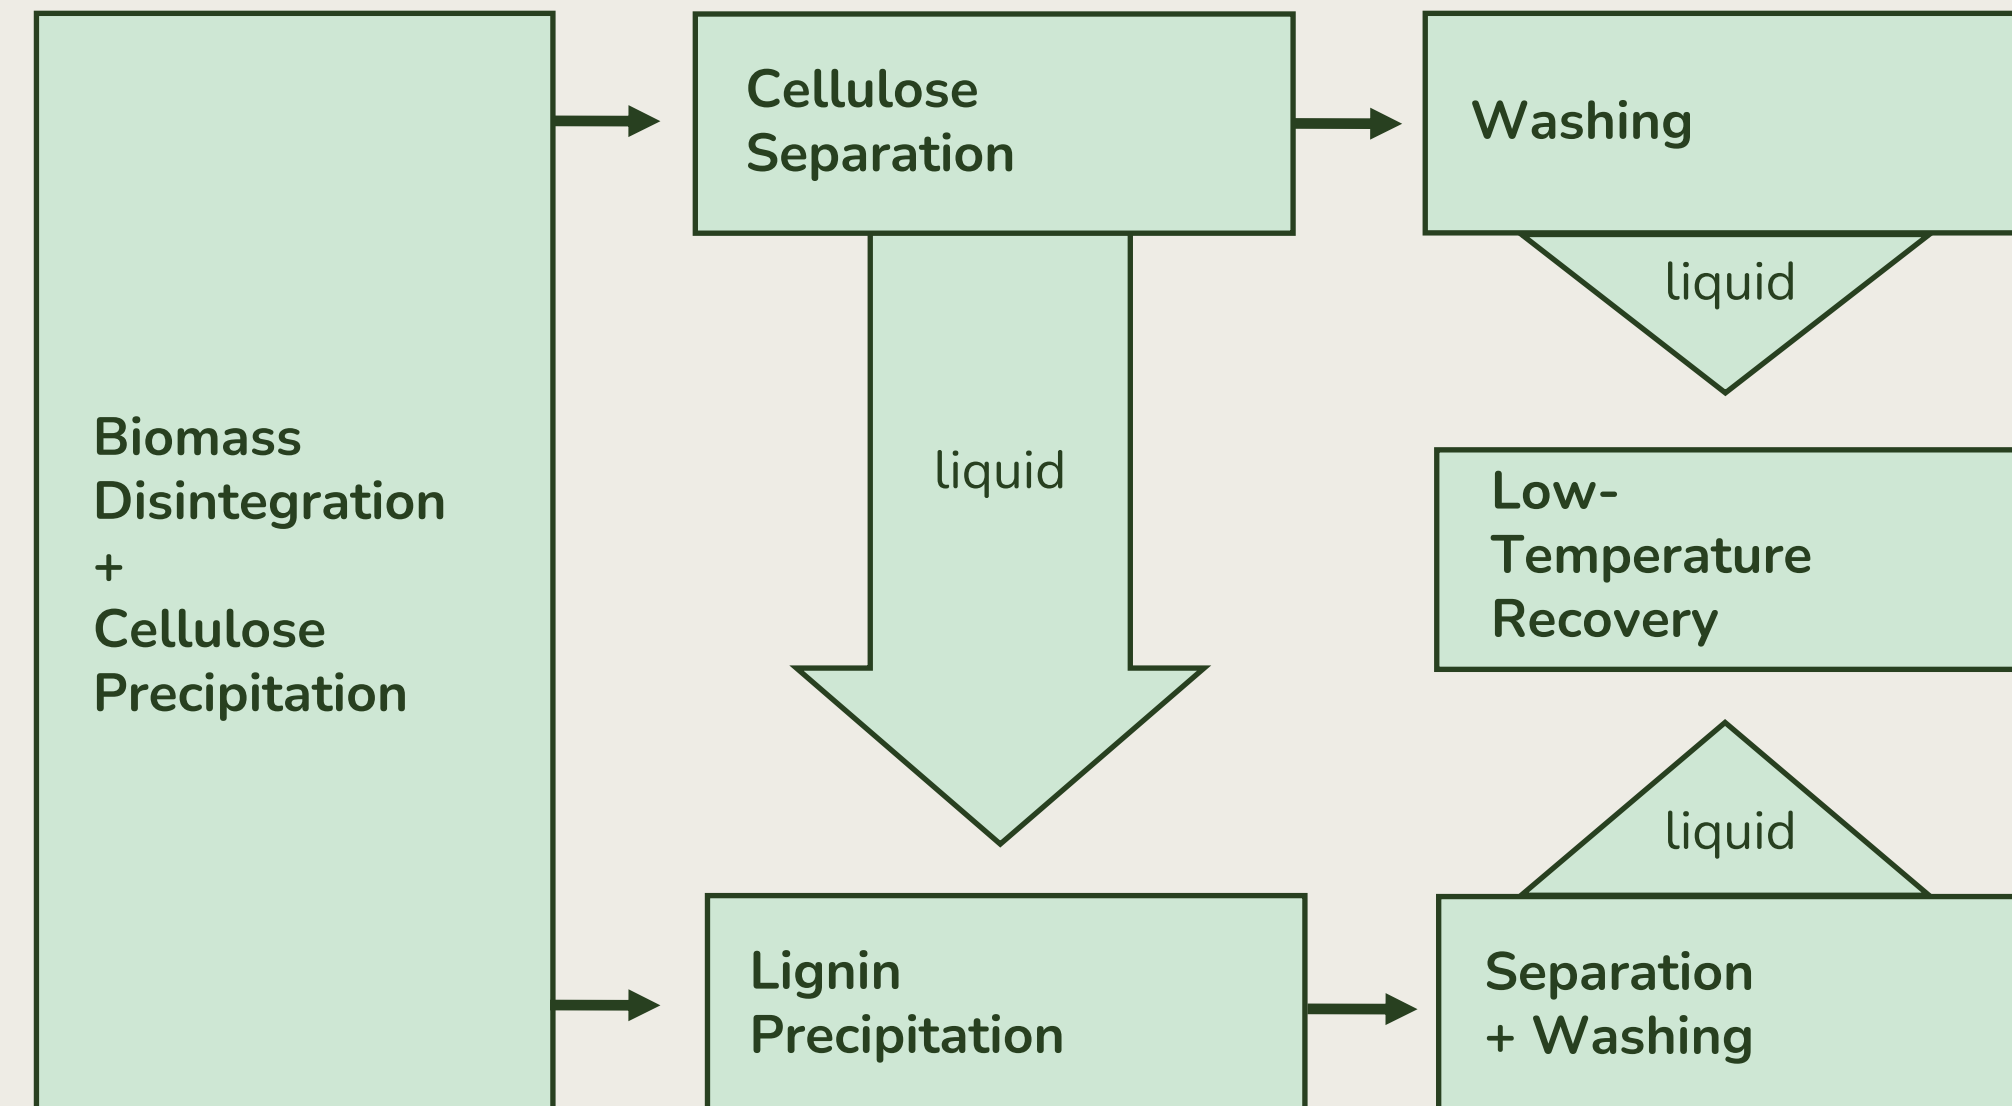 Biomass
Disintegration
+
Cellulose
Precipitation
Cellulose
Separation
liquid
Lignin
Precipitation
Washing
liquid
Low-
Temperature
Recovery
liquid
Separation
+ Washing